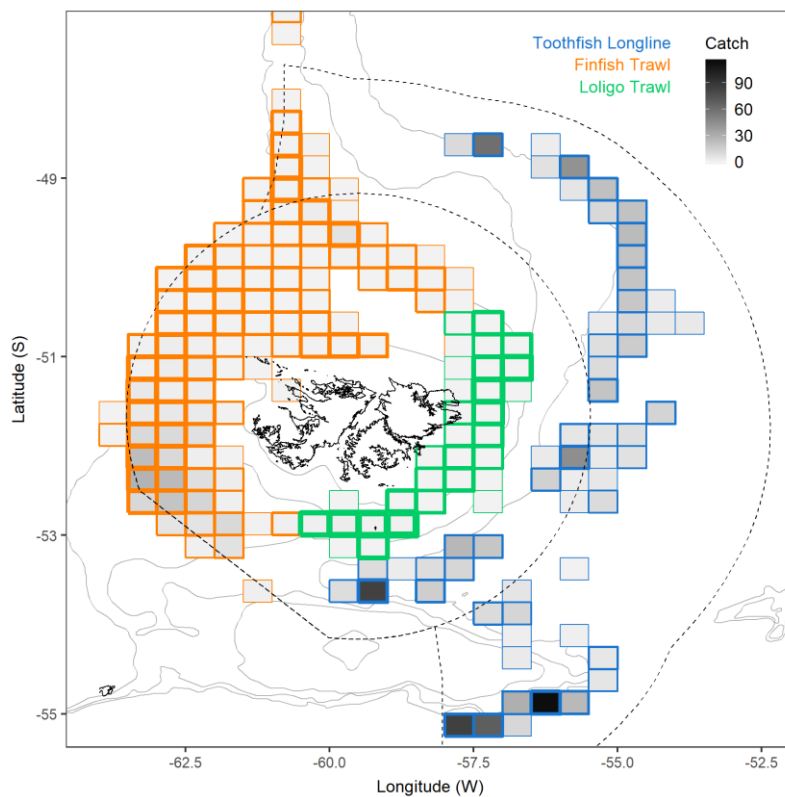 Toothfish Longline
Finfish Trawl
Loligo Trawl
Catch
90
60
30
0
-49
-51
-53
-55
Latitude (S)
-62.5
-60.0
-57.5
-55.0
-52.5
Longitude (W)